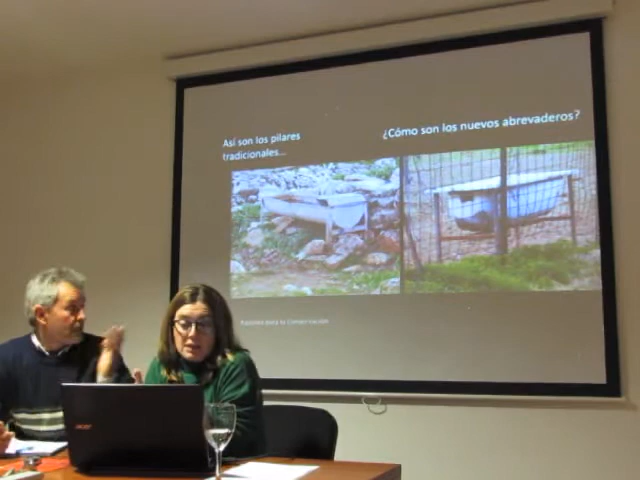 Así son los pilares
tradicionales...
¿Cómo son los nuevos abrevaderos?
acer